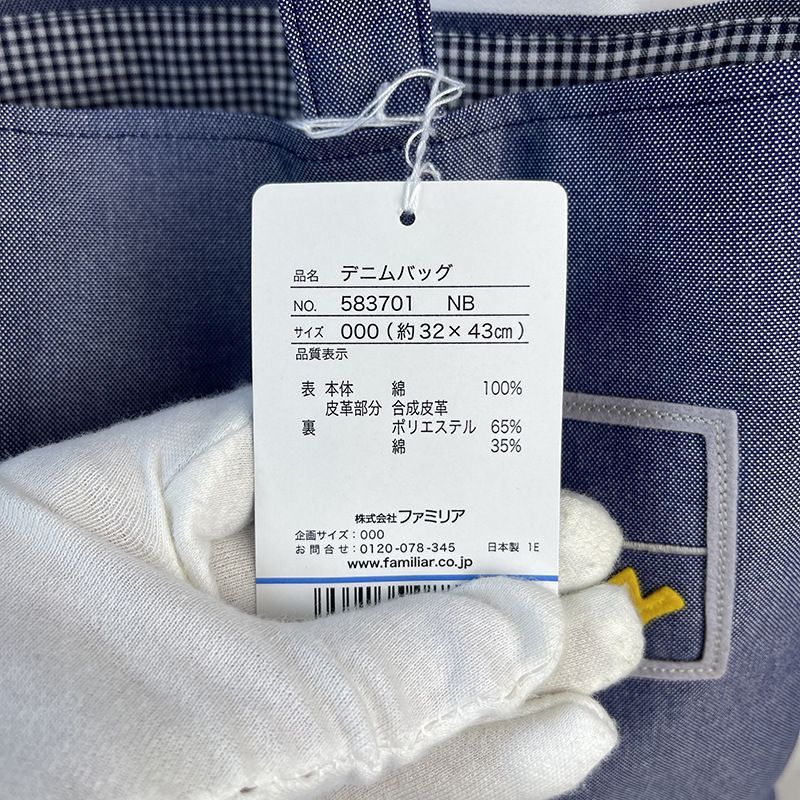 品名 デニムバッグ
NO. 583701 NB
サイズ 000(約32×43㎝)
品質表示
表 本体 綿 100%
皮革部分 合成皮革
裏 ポリエステル 65%
綿 35%
株式会社ファミリア
企画サイズ:000
お問合せ:0120-078-345 日本製 1E
www.familiar.co.jp